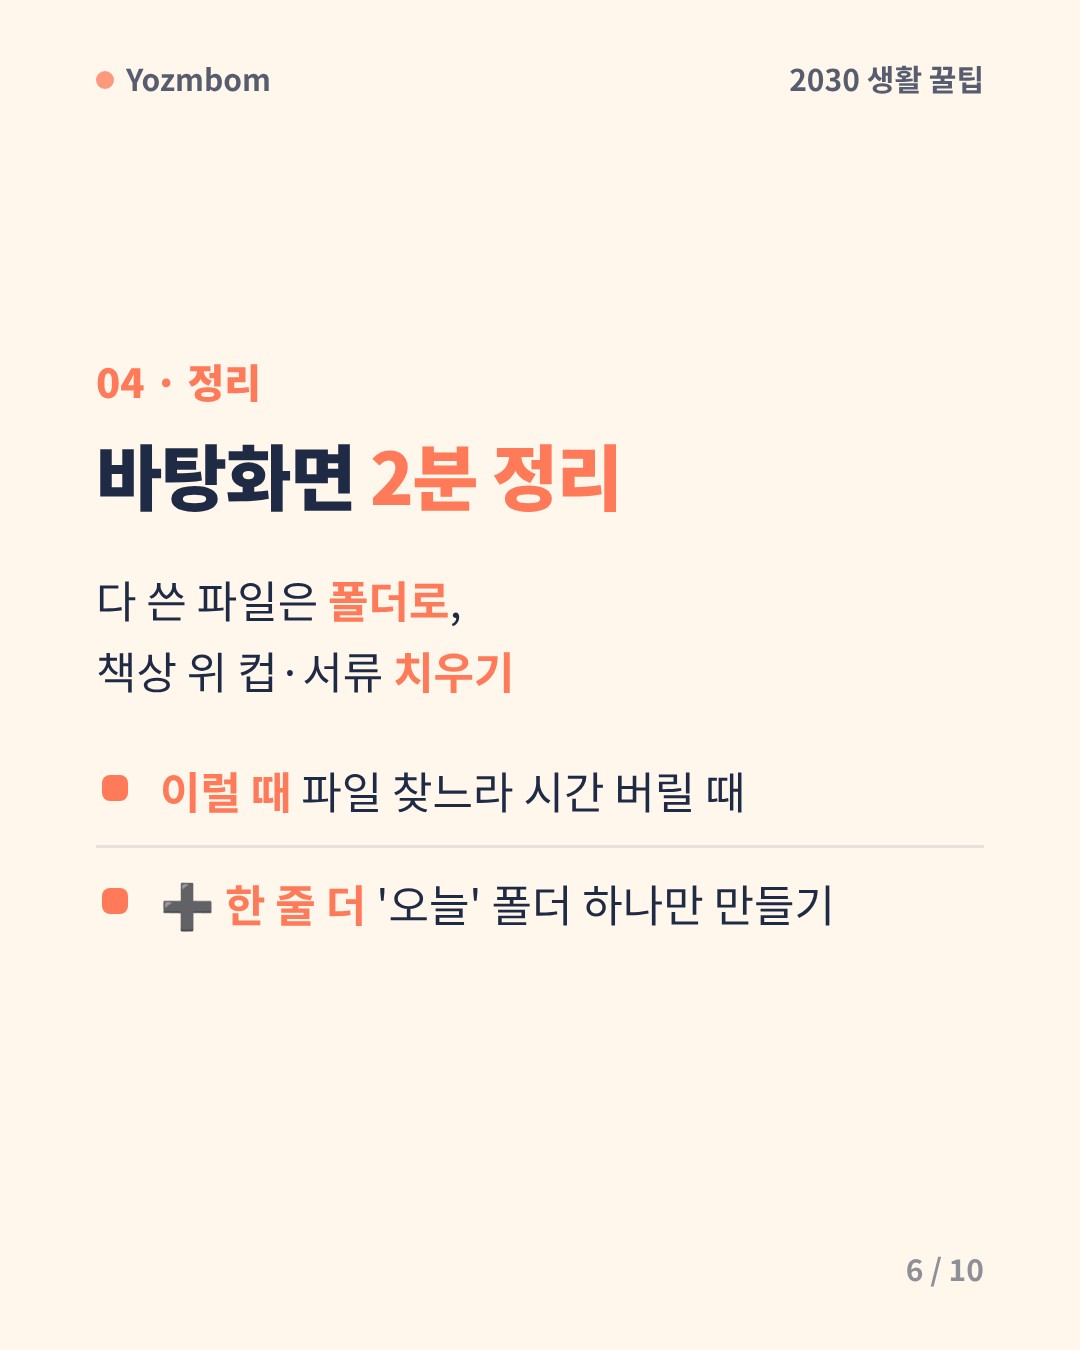 Yozmbom
2030 생활 꿀팁
04 · 정리
바탕화면 2분 정리
다 쓴 파일은 폴더로,
책상 위 컵·서류 치우기
이럴 때 파일 찾느라 시간 버릴 때
➕ 한 줄 더 '오늘' 폴더 하나만 만들기
6 / 10